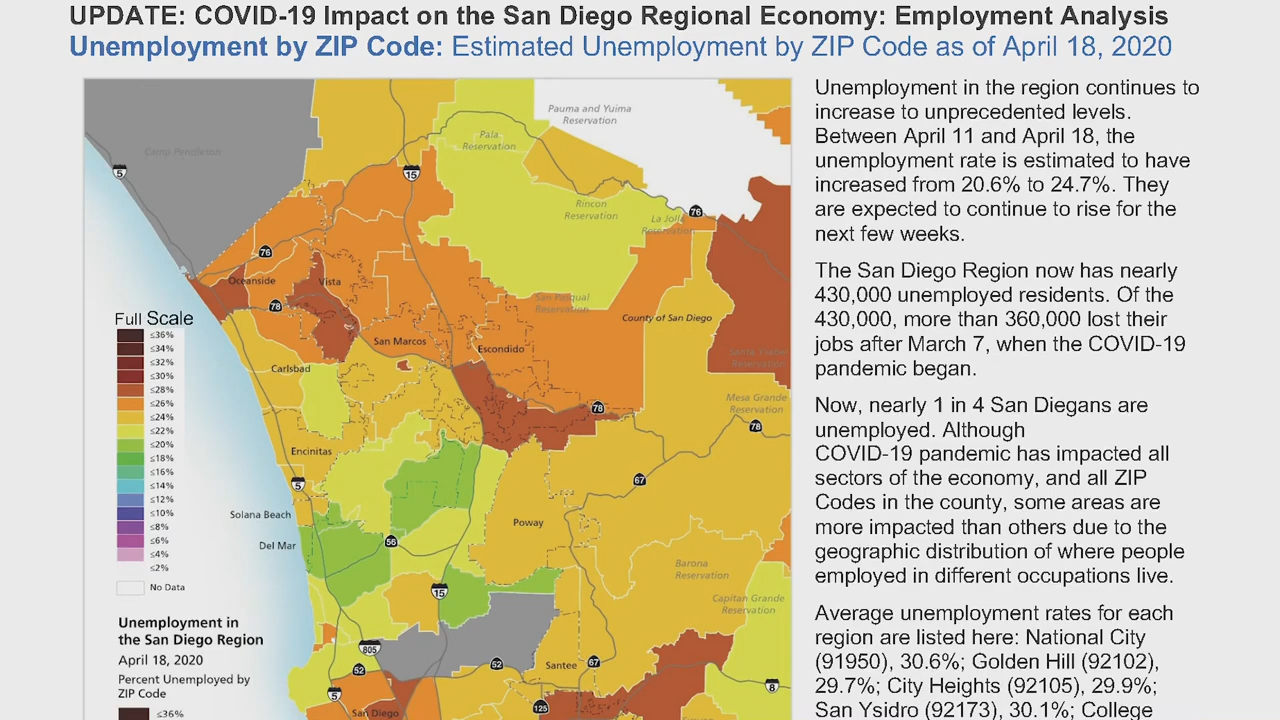 UPDATE: COVID-19 Impact on the San Diego Regional Economy: Employment Analysis
Unemployment by ZIP Code: Estimated Unemployment by ZIP Code as of April 18, 2020
Camp Pendleton
Pauma and Yuima
Reservation
Pala
Reservation
5
15
Rincon
Reservation
La Jolla
Reservation
76
76
Oceanside
Vista
78
San Pasqual
Reservation
County of San Diego
San Marcos
Escondido
Santa Ysabel
Reservation
Carlsbad
Mesa Grande
Reservation
78
78
Encinitas
5
67
Solana Beach
Poway
Del Mar
56
Barona
Reservation
Capitan Grande
Reservation
15
805
52
52
Santee
67
5
8
125
San Diego
Full Scale
≤36%
≤34%
≤32%
≤30%
≤28%
≤26%
≤24%
≤22%
≤20%
≤18%
≤16%
≤14%
≤12%
≤10%
≤8%
≤6%
≤4%
≤2%
No Data
Unemployment in
the San Diego Region
April 18, 2020
Percent Unemployed by
ZIP Code
≤36%
Unemployment in the region continues to
increase to unprecedented levels.
Between April 11 and April 18, the
unemployment rate is estimated to have
increased from 20.6% to 24.7%. They
are expected to continue to rise for the
next few weeks.
The San Diego Region now has nearly
430,000 unemployed residents. Of the
430,000, more than 360,000 lost their
jobs after March 7, when the COVID-19
pandemic began.
Now, nearly 1 in 4 San Diegans are
unemployed. Although
COVID-19 pandemic has impacted all
sectors of the economy, and all ZIP
Codes in the county, some areas are
more impacted than others due to the
geographic distribution of where people
employed in different occupations live.
Average unemployment rates for each
region are listed here: National City
(91950), 30.6%; Golden Hill (92102),
29.7%; City Heights (92105), 29.9%;
San Ysidro (92173), 30.1%; College